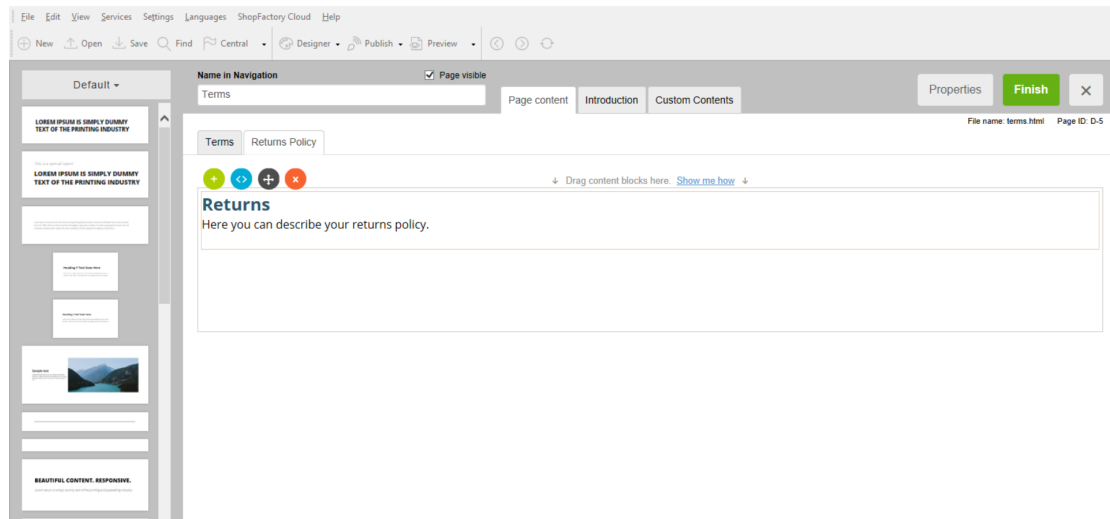 File Edit View Services Settings Languages ShopFactory Cloud Help
New Open Save Find Central Designer Publish Preview
Default
Name in Navigation
Page visible
Terms
Page content Introduction Custom Contents
Properties Finish
File name: terms.html Page ID: D-5
Terms Returns Policy
Drag content blocks here. Show me how
Returns
Here you can describe your returns policy.
LOREM IPSUM IS SIMPLY DUMMY
TEXT OF THE PRINTING INDUSTRY
This is a special report
LOREM IPSUM IS SIMPLY DUMMY
TEXT OF THE PRINTING INDUSTRY
BEAUTIFUL CONTENT. RESPONSIVE.